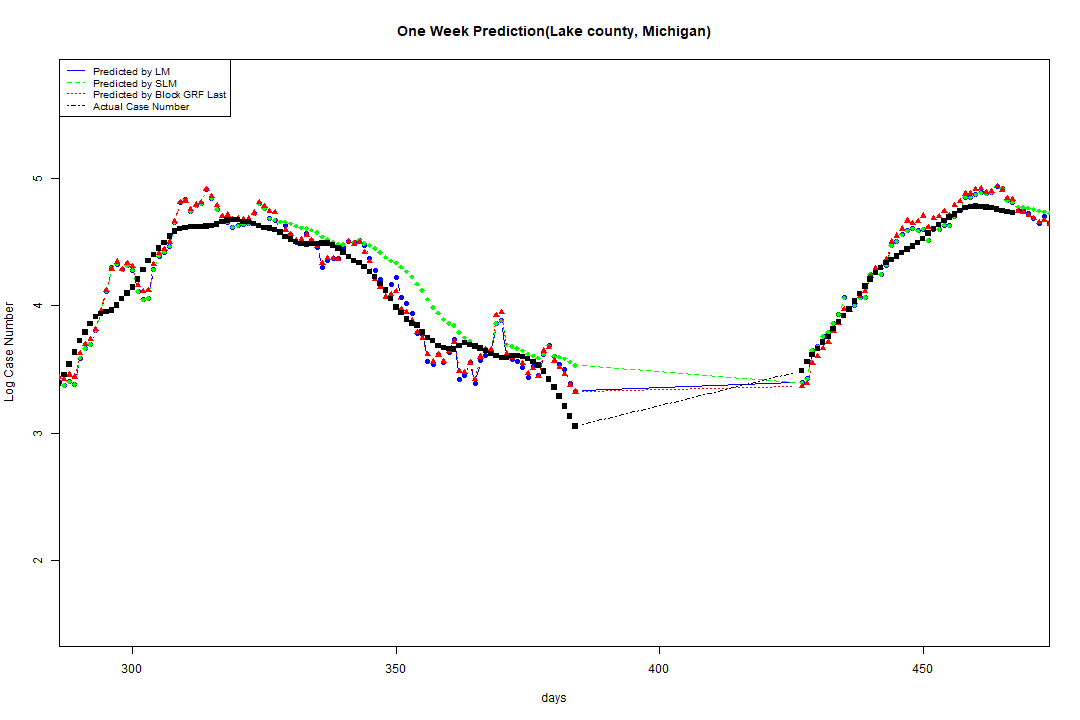 One Week Prediction(Lake county, Michigan)
Predicted by LM
Predicted by SLM
Predicted by Block GRF Last
Actual Case Number
5
4
3
2
Log Case Number
300
350
400
450
days